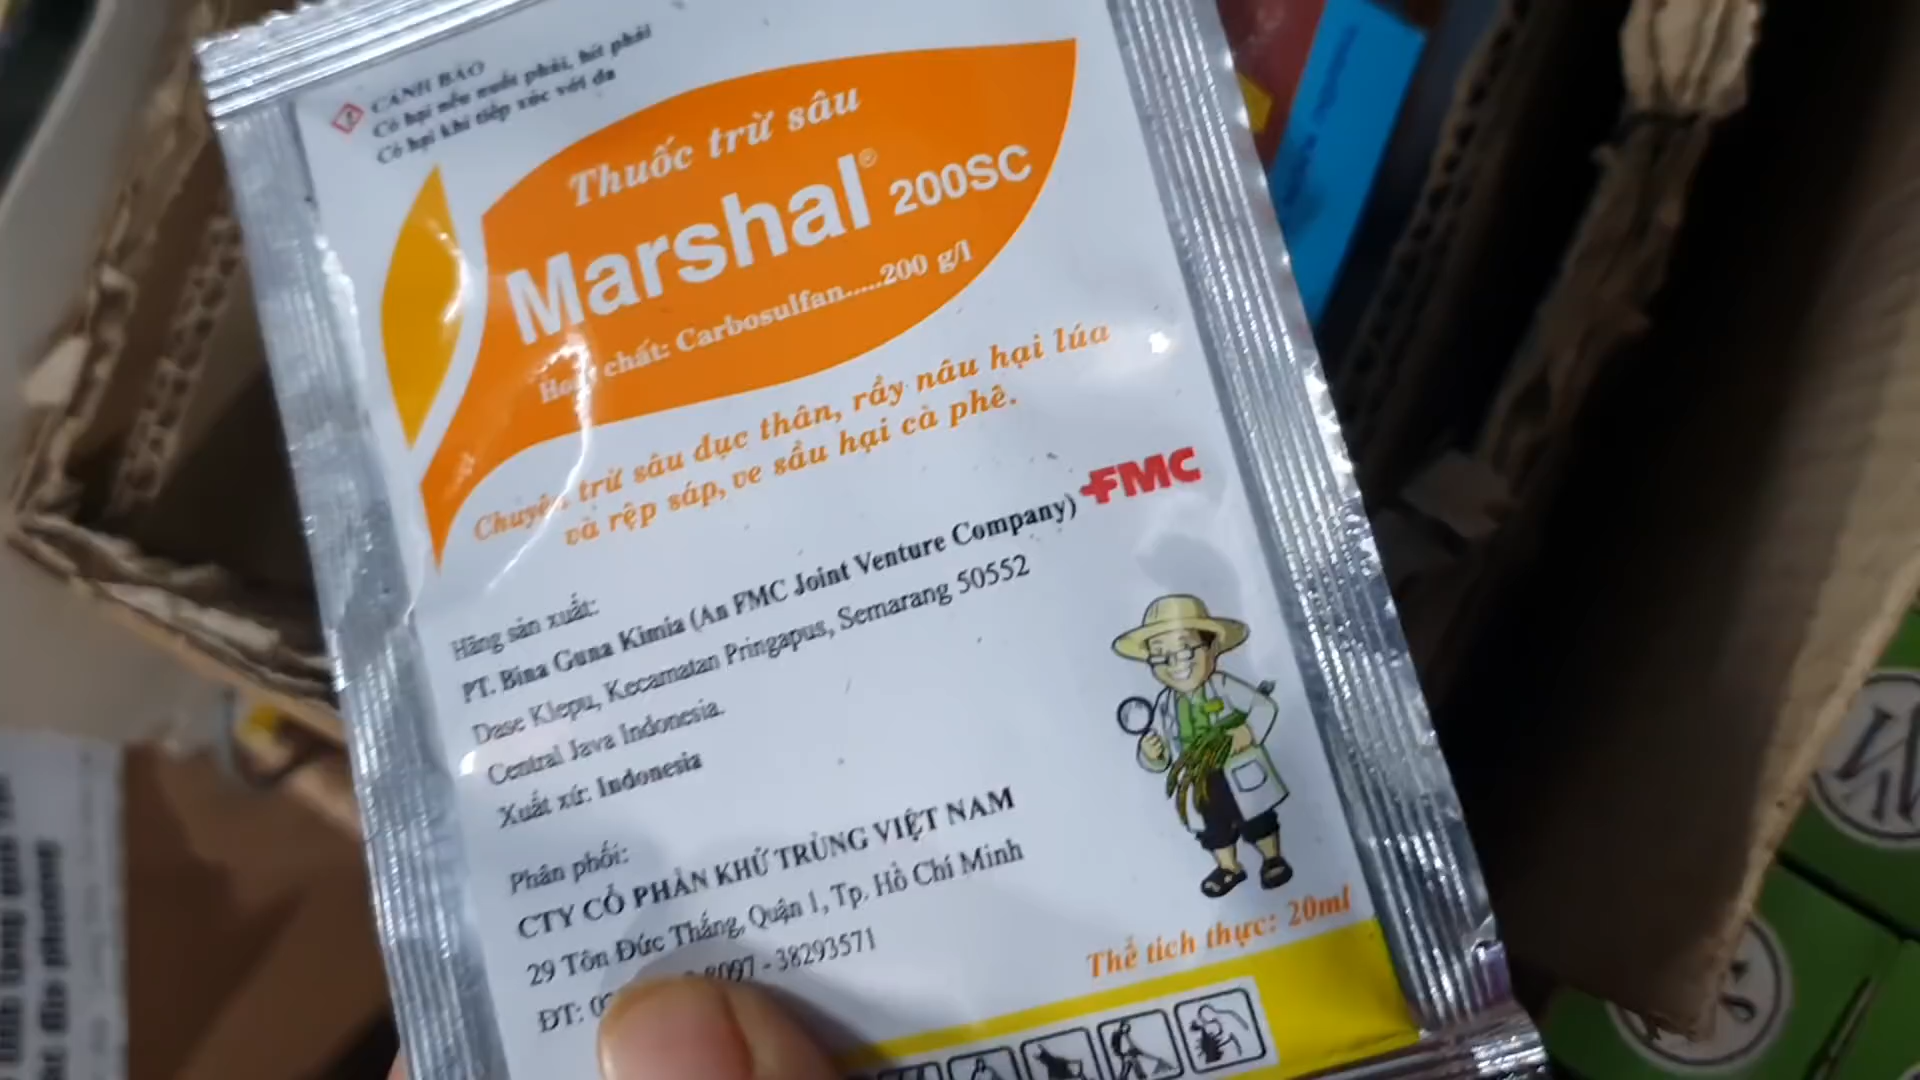 CẢNH BÁO
Có hại nếu nuốt phải, hít phải
Có hại khi tiếp xúc với da
Thuốc trừ sâu
Marshal® 200SC
chất: Carbosulfan.....200 g/l
trừ sâu đục thân, rầy nâu hại lúa
và rệp sáp, ve sầu hại cà phê.
FMC
Hãng sản xuất:
PT. Bina Guna Kimia (An FMC Joint Venture Company)
Dase Klepu, Kecamatan Pringapus, Semarang 50552
Central Java Indonesia.
Xuất xứ: Indonesia
Phân phối:
CTY CỔ PHẦN KHỬ TRÙNG VIỆT NAM
29 Tôn Đức Thắng, Quận 1, Tp. Hồ Chí Minh
ĐT: 8097 - 38293571
Thể tích thực: 20ml